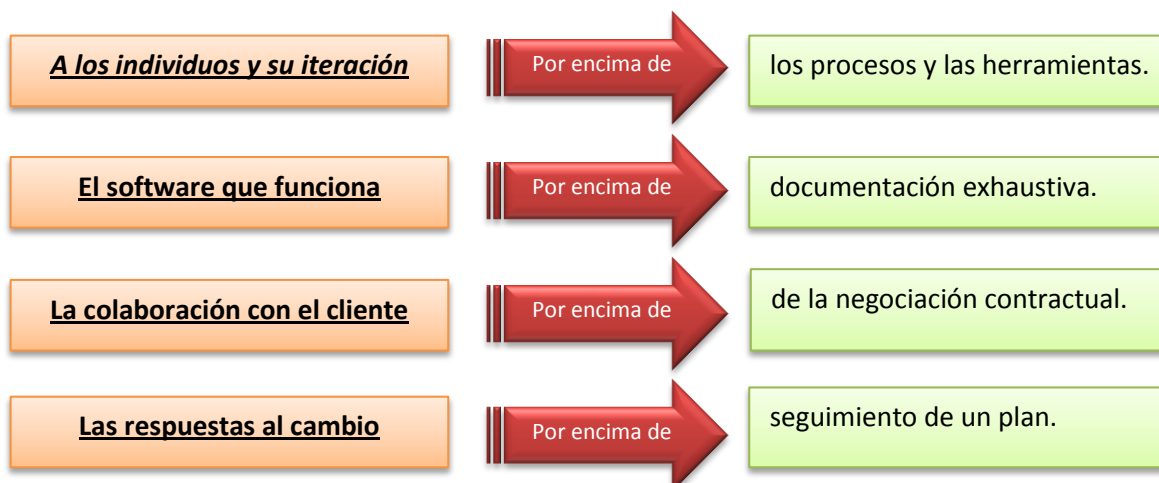 A los individuos y su iteración
Por encima de
los procesos y las herramientas.
El software que funciona
Por encima de
documentación exhaustiva.
La colaboración con el cliente
Por encima de
de la negociación contractual.
Las respuestas al cambio
Por encima de
seguimiento de un plan.